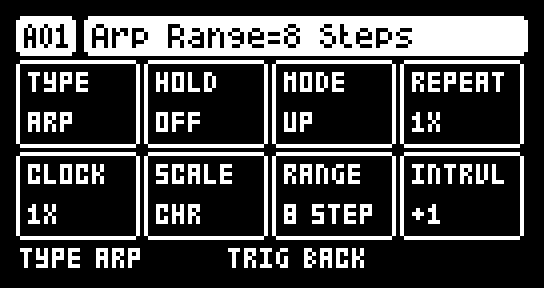 A01 Arp Range=8 Steps
TYPE HOLD MODE REPEAT
ARP OFF UP 1X
CLOCK SCALE RANGE INTRVL
1X CHR 8 STEP +1
TYPE ARP TRIG BACK